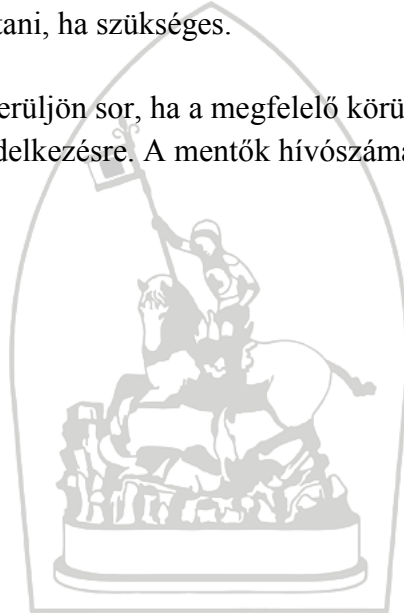 tani, ha szükséges.
erüljön sor, ha a megfelelő körü
delkezésre. A mentők hívószáma